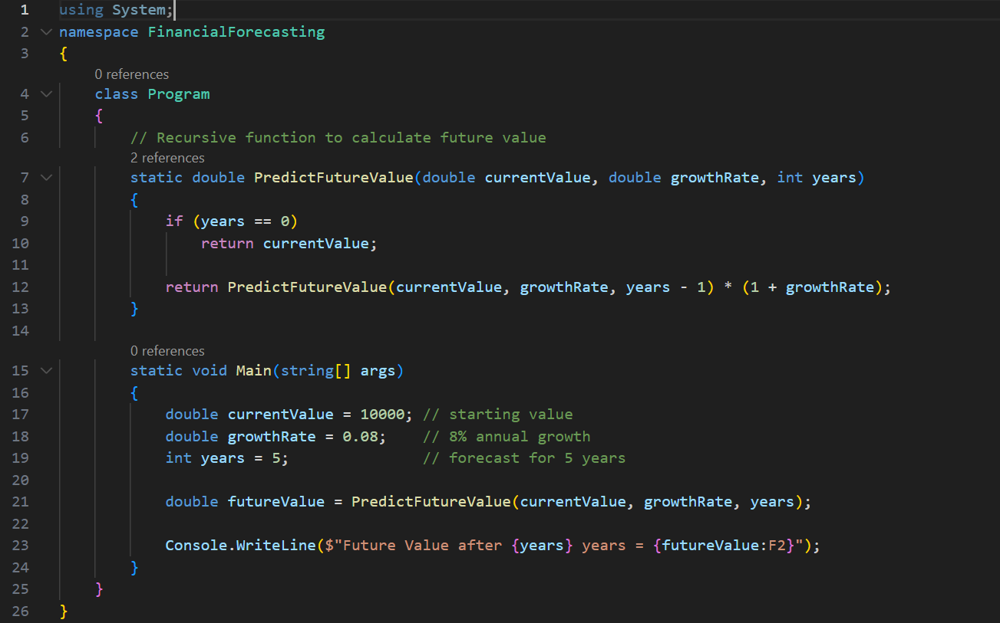 1 using System;
2 namespace FinancialForecasting
3 {
0 references
4 class Program
5 {
6 // Recursive function to calculate future value
2 references
7 static double PredictFutureValue(double currentValue, double growthRate, int years)
8 {
9 if (years == 0)
10 return currentValue;
11
12 return PredictFutureValue(currentValue, growthRate, years - 1) * (1 + growthRate);
13 }
14
0 references
15 static void Main(string[] args)
16 {
17 double currentValue = 10000; // starting value
18 double growthRate = 0.08; // 8% annual growth
19 int years = 5; // forecast for 5 years
20
21 double futureValue = PredictFutureValue(currentValue, growthRate, years);
22
23 Console.WriteLine($"Future Value after {years} years = {futureValue:F2}");
24 }
25 }
26 }